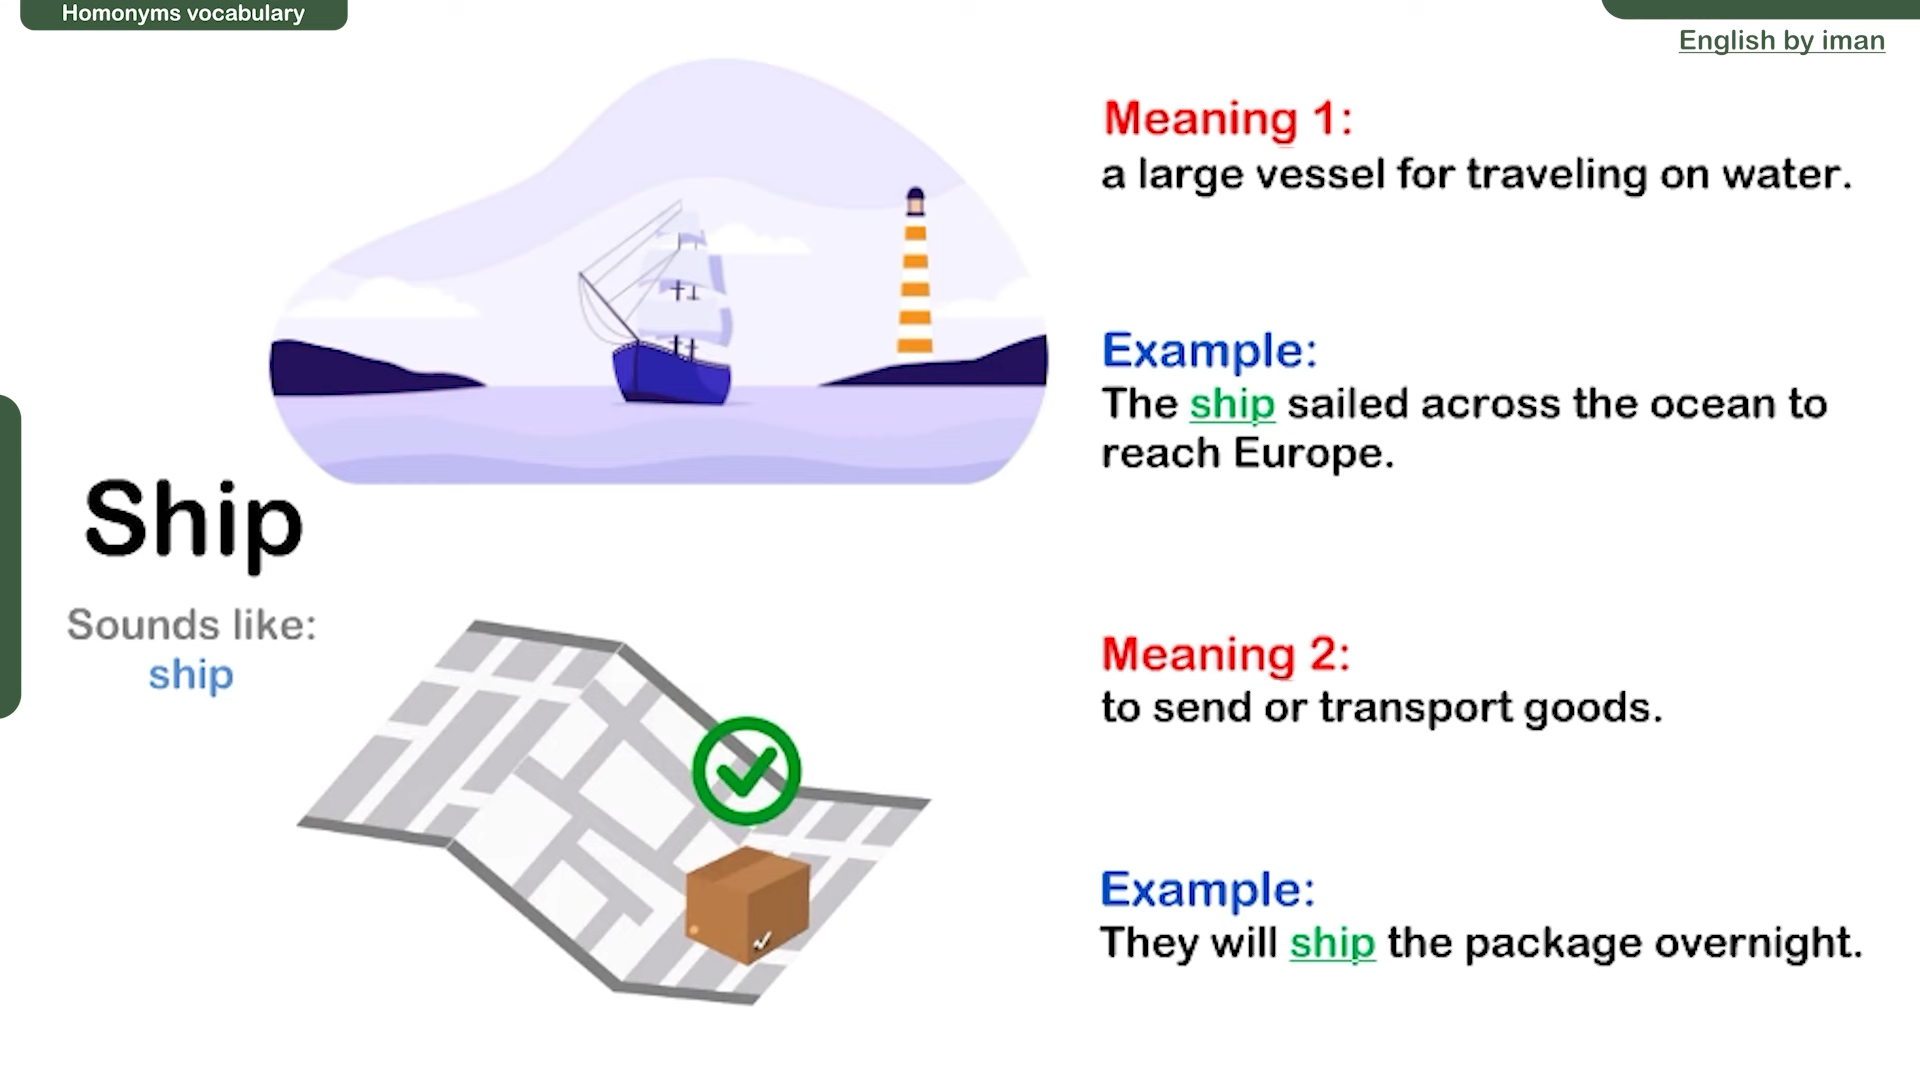 Homonyms vocabulary
English by iman
Meaning 1:
a large vessel for traveling on water.
Example:
The ship sailed across the ocean to
reach Europe.
Ship
Sounds like:
ship
Meaning 2:
to send or transport goods.
Example:
They will ship the package overnight.